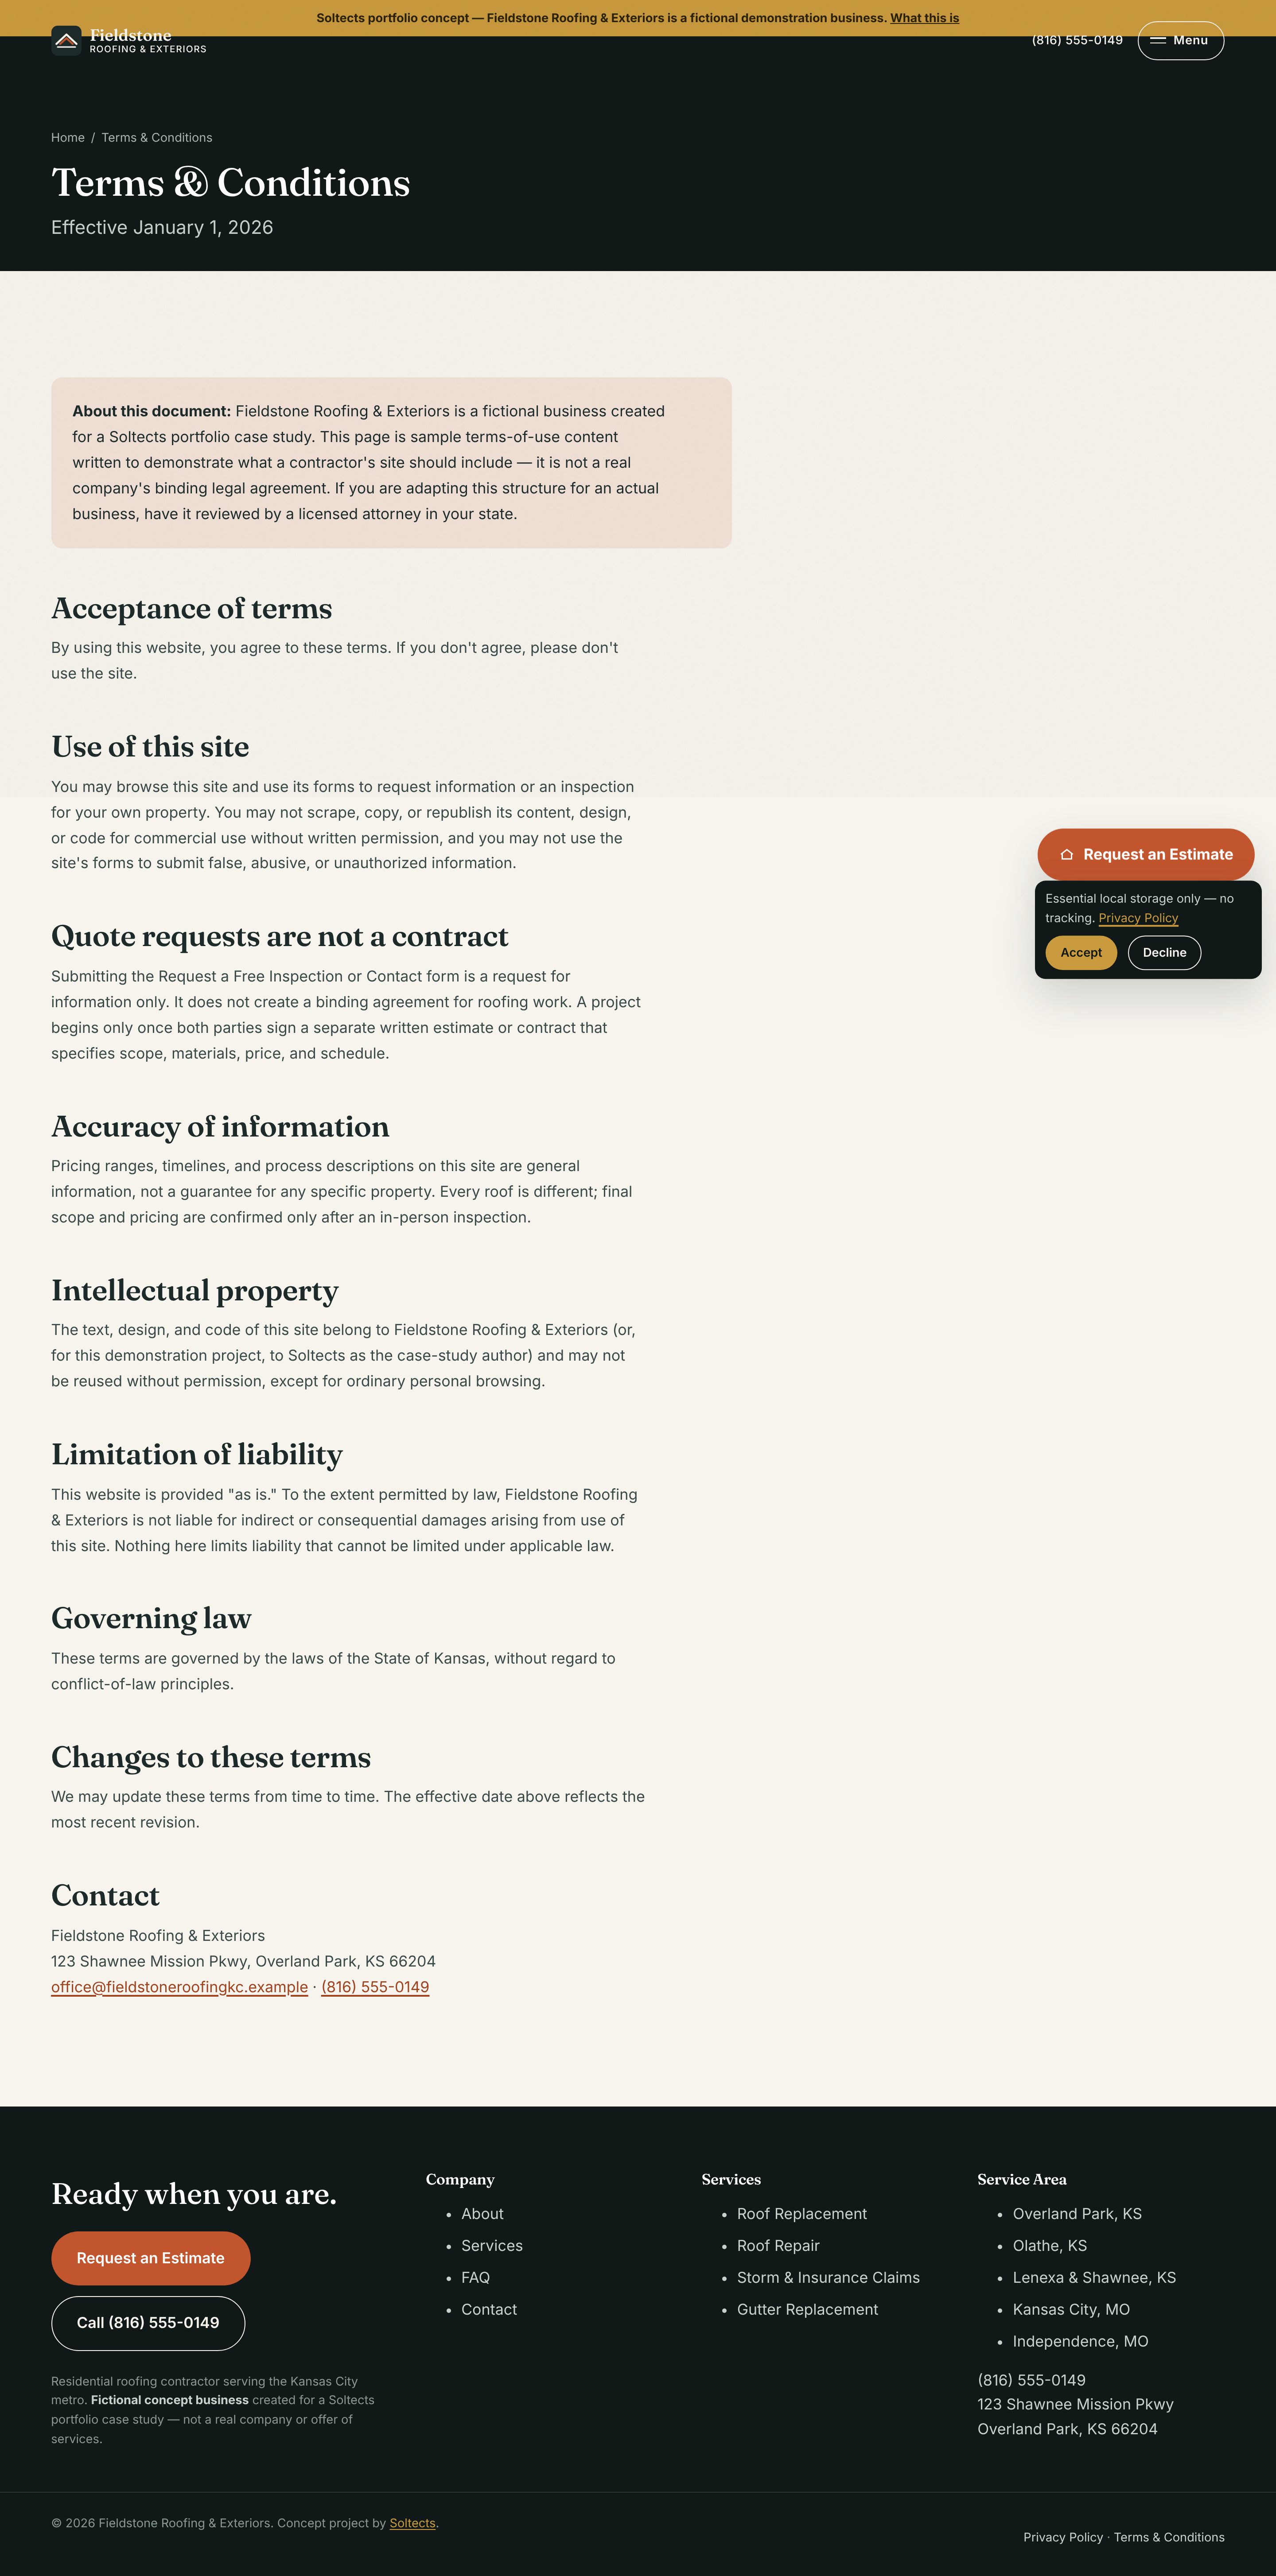 Soltects portfolio concept — Fieldstone Roofing & Exteriors is a fictional demonstration business. What this is
Fieldstone
ROOFING & EXTERIORS
(816) 555-0149
Menu
Home / Terms & Conditions
Terms & Conditions
Effective January 1, 2026
About this document: Fieldstone Roofing & Exteriors is a fictional business created
for a Soltects portfolio case study. This page is sample terms-of-use content
written to demonstrate what a contractor's site should include — it is not a real
company's binding legal agreement. If you are adapting this structure for an actual
business, have it reviewed by a licensed attorney in your state.
Acceptance of terms
By using this website, you agree to these terms. If you don't agree, please don't
use the site.
Use of this site
You may browse this site and use its forms to request information or an inspection
for your own property. You may not scrape, copy, or republish its content, design,
or code for commercial use without written permission, and you may not use the
site's forms to submit false, abusive, or unauthorized information.
Request an Estimate
Essential local storage only — no
tracking. Privacy Policy
Accept
Decline
Quote requests are not a contract
Submitting the Request a Free Inspection or Contact form is a request for
information only. It does not create a binding agreement for roofing work. A project
begins only once both parties sign a separate written estimate or contract that
specifies scope, materials, price, and schedule.
Accuracy of information
Pricing ranges, timelines, and process descriptions on this site are general
information, not a guarantee for any specific property. Every roof is different; final
scope and pricing are confirmed only after an in-person inspection.
Intellectual property
The text, design, and code of this site belong to Fieldstone Roofing & Exteriors (or,
for this demonstration project, to Soltects as the case-study author) and may not
be reused without permission, except for ordinary personal browsing.
Limitation of liability
This website is provided "as is." To the extent permitted by law, Fieldstone Roofing
& Exteriors is not liable for indirect or consequential damages arising from use of
this site. Nothing here limits liability that cannot be limited under applicable law.
Governing law
These terms are governed by the laws of the State of Kansas, without regard to
conflict-of-law principles.
Changes to these terms
We may update these terms from time to time. The effective date above reflects the
most recent revision.
Contact
Fieldstone Roofing & Exteriors
123 Shawnee Mission Pkwy, Overland Park, KS 66204
office@fieldstoneroofingkc.example · (816) 555-0149
Ready when you are.
Request an Estimate
Call (816) 555-0149
Residential roofing contractor serving the Kansas City
metro. Fictional concept business created for a Soltects
portfolio case study — not a real company or offer of
services.
Company
• About
• Services
• FAQ
• Contact
Services
• Roof Replacement
• Roof Repair
• Storm & Insurance Claims
• Gutter Replacement
Service Area
• Overland Park, KS
• Olathe, KS
• Lenexa & Shawnee, KS
• Kansas City, MO
• Independence, MO
(816) 555-0149
123 Shawnee Mission Pkwy
Overland Park, KS 66204
© 2026 Fieldstone Roofing & Exteriors. Concept project by Soltects.
Privacy Policy · Terms & Conditions